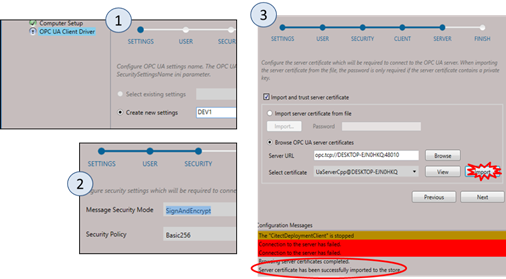 1
Computer Setup
OPC UA Client Driver
SETTINGS
USER
SECUR
Configure OPC UA settings name. The OPC UA
SecuritySettingName ini parameter.
Select existing settings
Create new settings
DEV1
2
SETTINGS
USER
SECURITY
figure security settings which will be required to connec
Message Security Mode
SignAndEncrypt
Security Policy
Basic256
3
SETTINGS
USER
SECURITY
CLIENT
SERVER
FINISH
Configure the server certificate which will be required to connect to the OPC UA server. When importing
the server certificate from the file, the password is only required if the server certificate contains a private
key.
Import and trust server certificate
Import server certificate from file
Import...
Password
Browse OPC UA server certificates
Server URL
opc.tcp://DESKTOP-EJN0HKQ:48010
Browse
Select certificate
UaServerCpp@DESKTOP-EJN0HKQ
View
Import
Previous
Next
Configuration Messages
The "CitectDeploymentClient" is stopped
Connection to the server has failed.
Connection to the server has failed.
Browsing server certificates completed.
Server certificate has been successfully imported to the store.